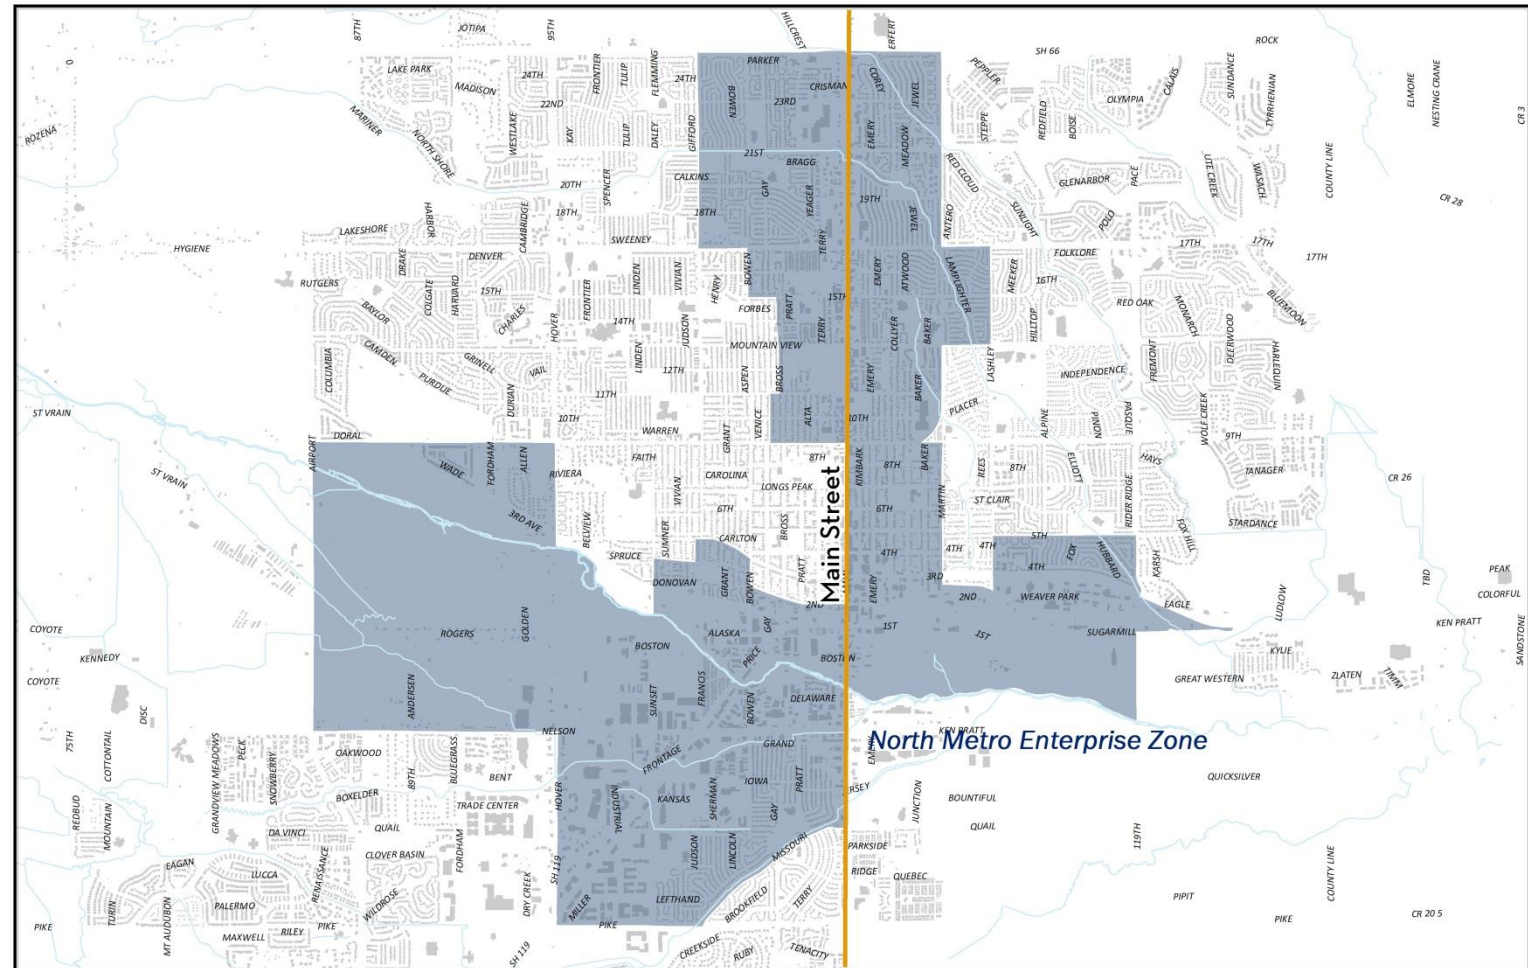 87TH
JOTIPA
95TH
HILLCREST
ERFERT
ROCK
SH 66
LAKE PARK
MADISON
24TH
FRONTIER
TULIP
FLEMMING
24TH
PARKER
CRISMAN
COREY
JEWEL
PEPPLER
CALAIS
SUNDANCE
ELMORE
NESTING CRANE
CR 3
MARINER
22ND
BOWEN
23RD
OLYMPIA
TYRRHENIAN
ROZENA
NORTH SHORE
WESTLAKE
KAY
TULIP
DALEY
GIFFORD
EMERY
MEADOW
STEPPE
REDFIELD
BOISE
COUNTY LINE
21ST
BRAGG
RED CLOUD
PACE
UTE CREEK
WASACH
20TH
SPENCER
CALKINS
GAY
YEAGER
19TH
GLENARBOR
CR 28
LAKESHORE
HARBOR
CAMBRIDGE
18TH
18TH
JEWEL
ANTERO
SUNLIGHT
POLO
HYGIENE
SWEENEY
TERRY
17TH
17TH
17TH
DRAKE
DENVER
LINDEN
VIVIAN
HENRY
BOWEN
EMERY
ATWOOD
LAMPLIGHTER
MEEKER
FOLKLORE
16TH
RUTGERS
COLGATE
HARVARD
15TH
FRONTIER
PRATT
15TH
RED OAK
MONARCH
BLUEMOON
BAYLOR
CHARLES
HOVER
14TH
JUDSON
FORBES
TERRY
COLLYER
BAKER
HILLTOP
DEERWOOD
CAMDEN
GRINELL
LINDEN
MOUNTAIN VIEW
FREMONT
HARLEQUIN
COLUMBIA
PURDUE
VAIL
12TH
ASPEN
BROSS
EMERY
LASHLEY
INDEPENDENCE
DURIAN
11TH
BAKER
ST VRAIN
10TH
WARREN
GRANT
VENICE
ALTA
10TH
PLACER
ALPINE
PINON
PASQUE
WOLF CREEK
DORAL
9TH
AIRPORT
WADE
FORDHAM
ALLEN
FAITH
8TH
KIMBARK
8TH
BAKER
REES
8TH
ELLIOTT
HAYS
TANAGER
ST VRAIN
RIVIERA
VIVIAN
CAROLINA
LONGS PEAK
Main Street
CR 26
3RD AVE
BELVIEW
SUMNER
6TH
BROSS
6TH
MARTIN
ST CLAIR
RIDER RIDGE
FOX HILL
STARDANCE
CARLTON
5TH
SPRUCE
PRATT
4TH
4TH
4TH
FOX
HUBBARD
KARSH
DONOVAN
GRANT
BOWEN
EMERY
3RD
4TH
TBD
PEAK
2ND
2ND
WEAVER PARK
EAGLE
LUDLOW
COLORFUL
COYOTE
ROGERS
GOLDEN
ALASKA
GAY
1ST
1ST
SUGARMILL
KEN PRATT
SANDSTONE
KENNEDY
BOSTON
PRICE
BOSTON
KYLIE
COYOTE
ANDERSEN
SUNSET
FRANCIS
BOWEN
DELAWARE
GREAT WESTERN
ZLATEN
TIMM
DISC
75TH
COTTONTAIL
GRANDVIEW MEADOWS
PECK
OAKWOOD
BLUEGRASS
NELSON
GRAND
EMERY
KEN PRATT
North Metro Enterprise Zone
SNOWBERRY
89TH
BENT
FRONTAGE
QUICKSILVER
REDBUD
MOUNTAIN
BOXELDER
TRADE CENTER
HOVER
INDUSTRIAL
KANSAS
SHERMAN
IOWA
GAY
PRATT
ERSEY
JUNCTION
BOUNTIFUL
DA VINCI
QUAIL
QUAIL
119TH
EAGAN
RENAISSANCE
CLOVER BASIN
FORDHAM
JUDSON
LINCOLN
MISSOURI
PARKSIDE
LUCCA
DRY CREEK
SH 119
RIDGE
QUEBEC
COUNTY LINE
TURIN
MT AUDUBON
PALERMO
WILDROSE
MILLER
LEFTHAND
BROOKFIELD
TERRY
PIPIT
PIKE
MAXWELL
RILEY
PIKE
PIKE
PIKE
CR 20 5
SH 119
CREEKSIDE
RUBY
TENACITY